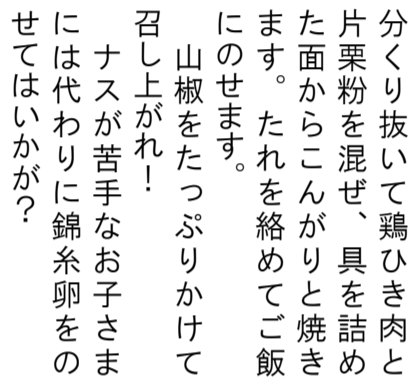 分くり抜いて鶏ひき肉と
片栗粉を混ぜ、具を詰め
た面からこんがりと焼き
ます。たれを絡めてご飯
にのせます。
　山椒をたっぷりかけて
召し上がれ！
　ナスが苦手なお子さま
には代わりに錦糸卵をの
せてはいかが？